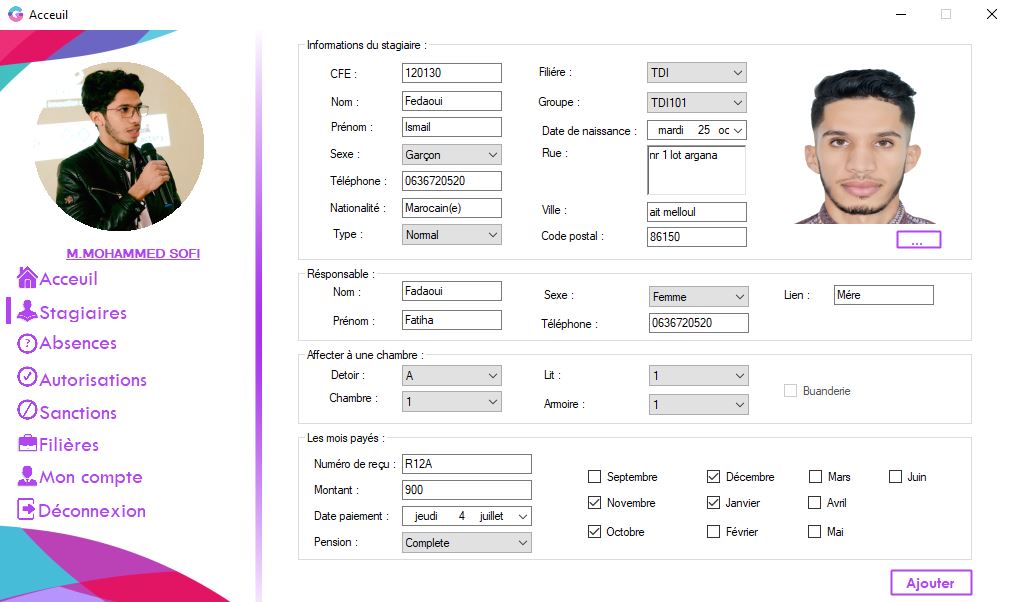 Acceuil
M.MOHAMMED SOFI
Acceuil
Stagiaires
Absences
Autorisations
Sanctions
Filières
Mon compte
Déconnexion
Informations du stagiaire :
CFE : 120130
Nom : Fedaoui
Prénom : Ismail
Sexe : Garçon
Téléphone : 0636720520
Nationalité : Marocain(e)
Type : Normal
Filiére : TDI
Groupe : TDI101
Date de naissance : mardi 25 oc
Rue : nr 1 lot argana
Ville : ait melloul
Code postal : 86150
...
Résponsable :
Nom : Fadaoui
Prénom : Fatiha
Sexe : Femme
Téléphone : 0636720520
Lien : Mére
Affecter à une chambre :
Detoir : A
Chambre : 1
Lit : 1
Armoire : 1
Buanderie
Les mois payés :
Numéro de reçu : R12A
Montant : 900
Date paiement : jeudi 4 juillet
Pension : Complete
Septembre Décembre Mars Juin
Novembre Janvier Avril
Octobre Février Mai
Ajouter